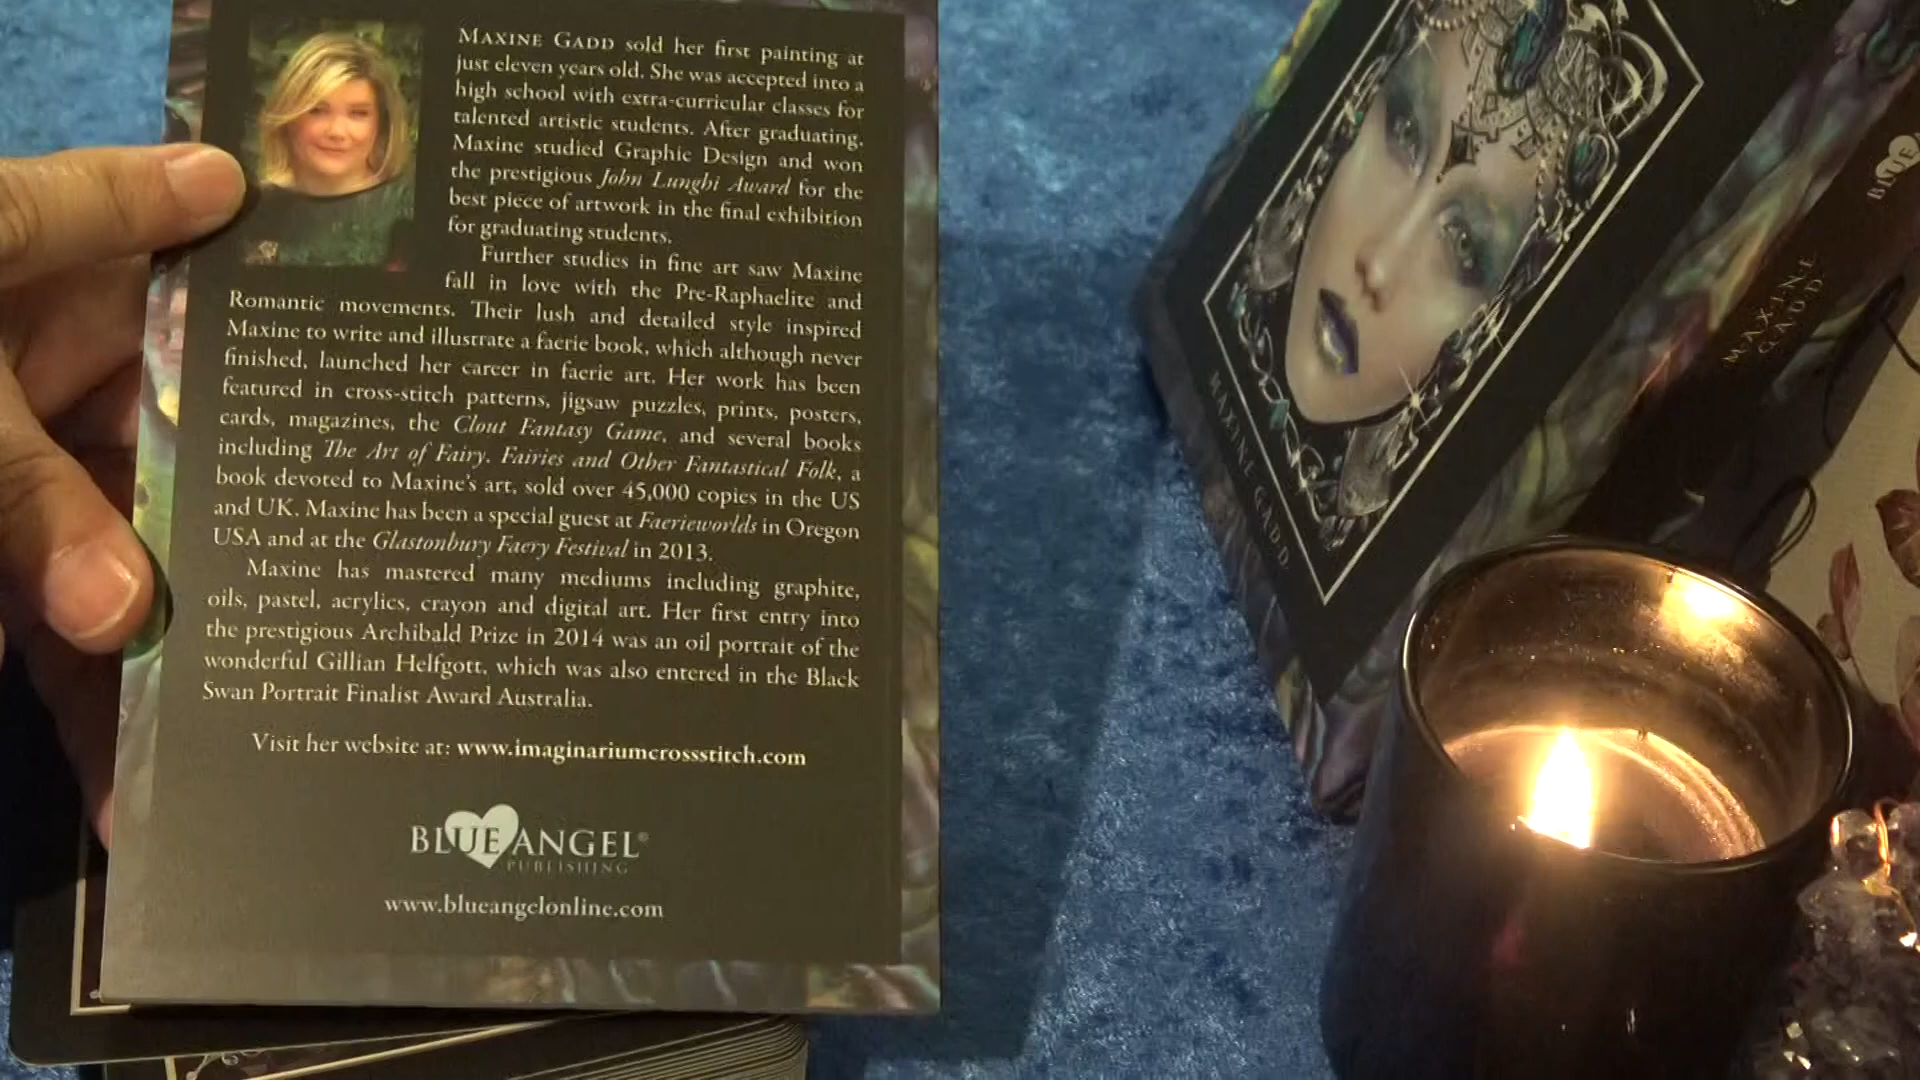 MAXINE GADD sold her first painting at
just eleven years old. She was accepted into a
high school with extra-curricular classes for
talented artistic students. After graduating,
Maxine studied Graphic Design and won
the prestigious John Lunghi Award for the
best piece of artwork in the final exhibition
for graduating students.
Further studies in fine art saw Maxine
fall in love with the Pre-Raphaelite and
Romantic movements. Their lush and detailed style inspired
Maxine to write and illustrate a faerie book, which although never
finished, launched her career in faerie art. Her work has been
featured in cross-stitch patterns, jigsaw puzzles, prints, posters,
cards, magazines, the Clout Fantasy Game, and several books
including The Art of Fairy. Fairies and Other Fantastical Folk, a
book devoted to Maxine's art, sold over 45,000 copies in the US
and UK. Maxine has been a special guest at Faerieworlds in Oregon
USA and at the Glastonbury Faery Festival in 2013.
Maxine has mastered many mediums including graphite,
oils, pastel, acrylics, crayon and digital art. Her first entry into
the prestigious Archibald Prize in 2014 was an oil portrait of the
wonderful Gillian Helfgott, which was also entered in the Black
Swan Portrait Finalist Award Australia.
Visit her website at: www.imaginariumcrossstitch.com
BLUE ANGEL®
PUBLISHING
www.blueangelonline.com
MAXINE GADD
MAXINE
GADD
BLUE